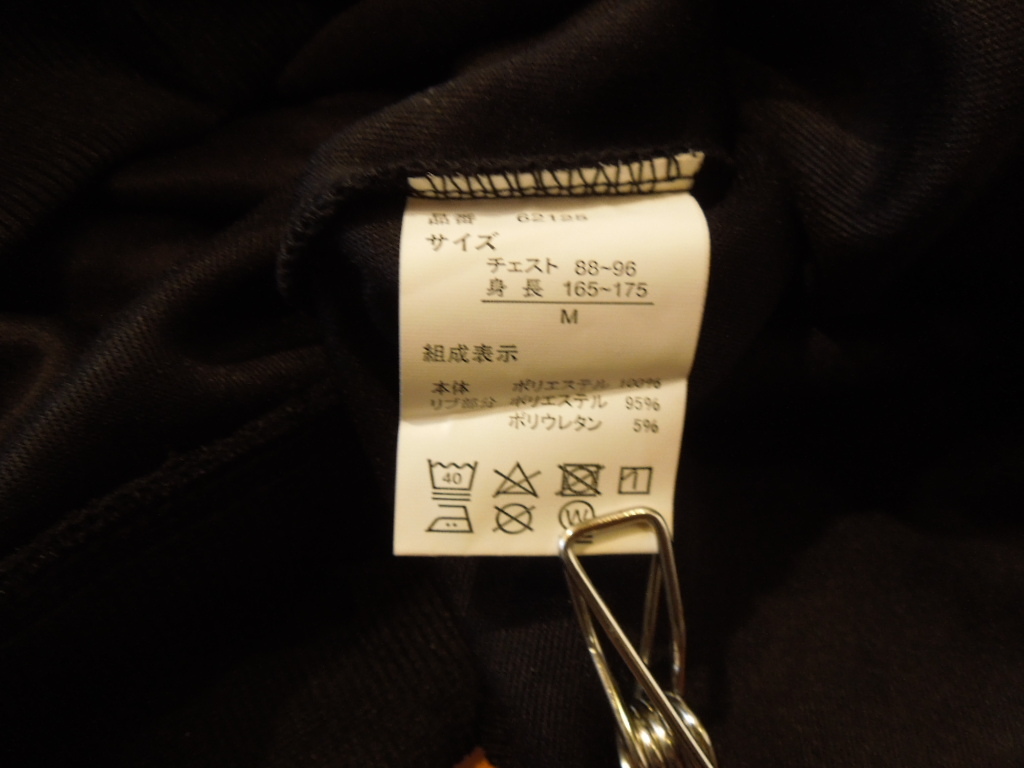 品番 62125
サイズ
チェスト 88~96
身長 165~175
M
組成表示
本体 ポリエステル 100%
リブ部分 ポリエステル 95%
ポリウレタン 5%
40
W